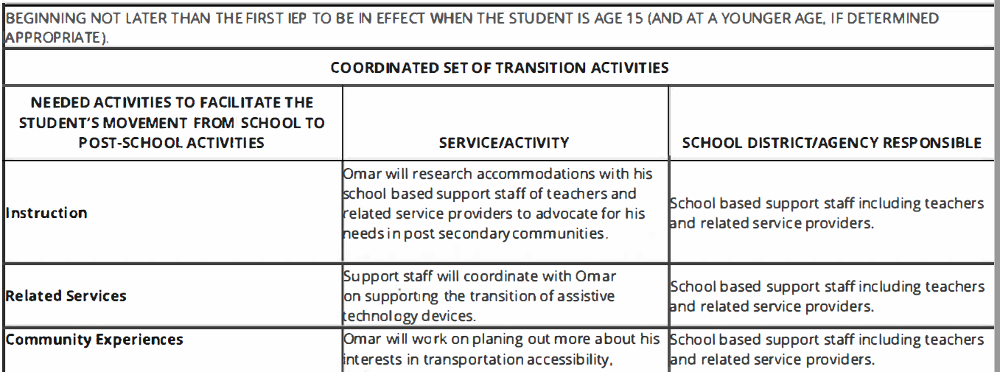 BEGINNING NOT LATER THAN THE FIRST IEP TO BE IN EFFECT WHEN THE STUDENT IS AGE 15 (AND AT A YOUNGER AGE, IF DETERMINED
APPROPRIATE).
COORDINATED SET OF TRANSITION ACTIVITIES
NEEDED ACTIVITIES TO FACILITATE THE
STUDENT'S MOVEMENT FROM SCHOOL TO
POST-SCHOOL ACTIVITIES
SERVICE/ACTIVITY
SCHOOL DISTRICT/AGENCY RESPONSIBLE
Instruction
Omar will research accommodations with his
school based support staff of teachers and
related service providers to advocate for his
needs in post secondary communities.
School based support staff including teachers
and related service providers.
Related Services
Support staff will coordinate with Omar
on supporting the transition of assistive
technology devices.
School based support staff including teachers
and related service providers.
Community Experiences
Omar will work on planing out more about his
interests in transportation accessibility,
School based support staff including teachers
and related service providers.